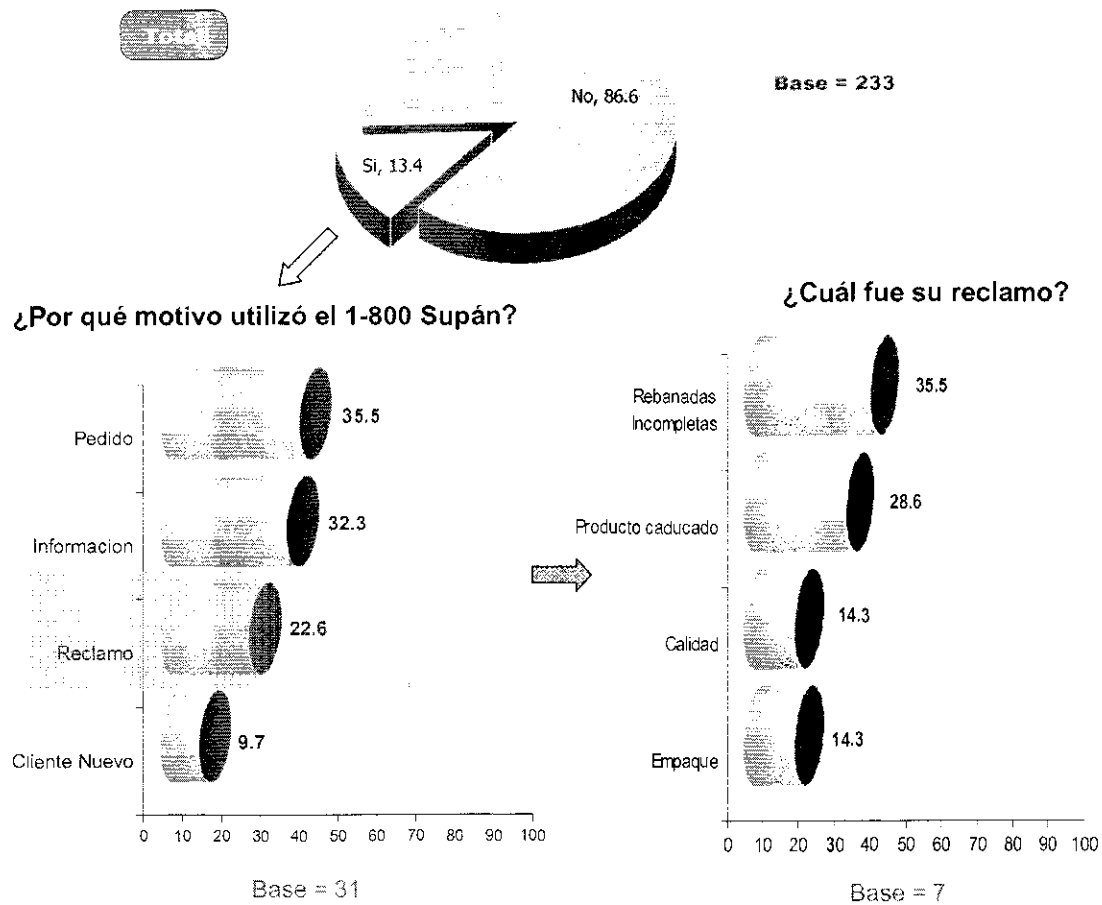 Total
Base = 233
No, 86.6
Si, 13.4
¿Por qué motivo utilizó el 1-800 Supán?
Pedido
35.5
Informacion
32.3
Reclamo
22.6
Cliente Nuevo
9.7
0 10 20 30 40 50 60 70 80 90 100
Base = 31
¿Cuál fue su reclamo?
Rebanadas
Incompletas
35.5
Producto caducado
28.6
Calidad
14.3
Empaque
14.3
0 10 20 30 40 50 60 70 80 90 100
Base = 7